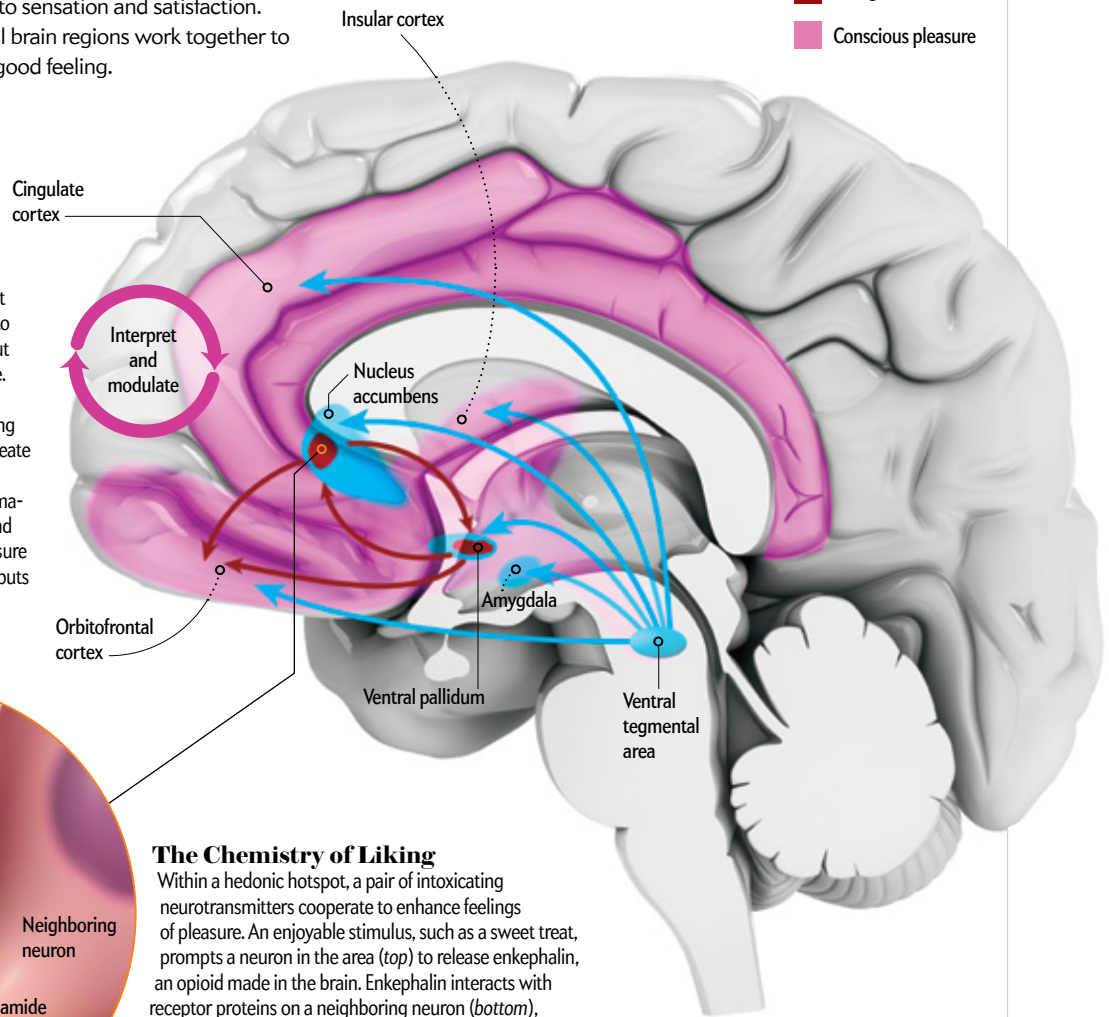 to sensation and satisfaction.
brain regions work together to
good feeling.
Insular cortex
Conscious pleasure
Cingulate
cortex
Interpret
and
modulate
Nucleus
accumbens
Amygdala
Orbitofrontal
cortex
Ventral pallidum
Ventral
tegmental
area
Neighboring
neuron
The Chemistry of Liking
Within a hedonic hotspot, a pair of intoxicating
neurotransmitters cooperate to enhance feelings
of pleasure. An enjoyable stimulus, such as a sweet treat,
prompts a neuron in the area (top) to release enkephalin,
an opioid made in the brain. Enkephalin interacts with
receptor proteins on a neighboring neuron (bottom),